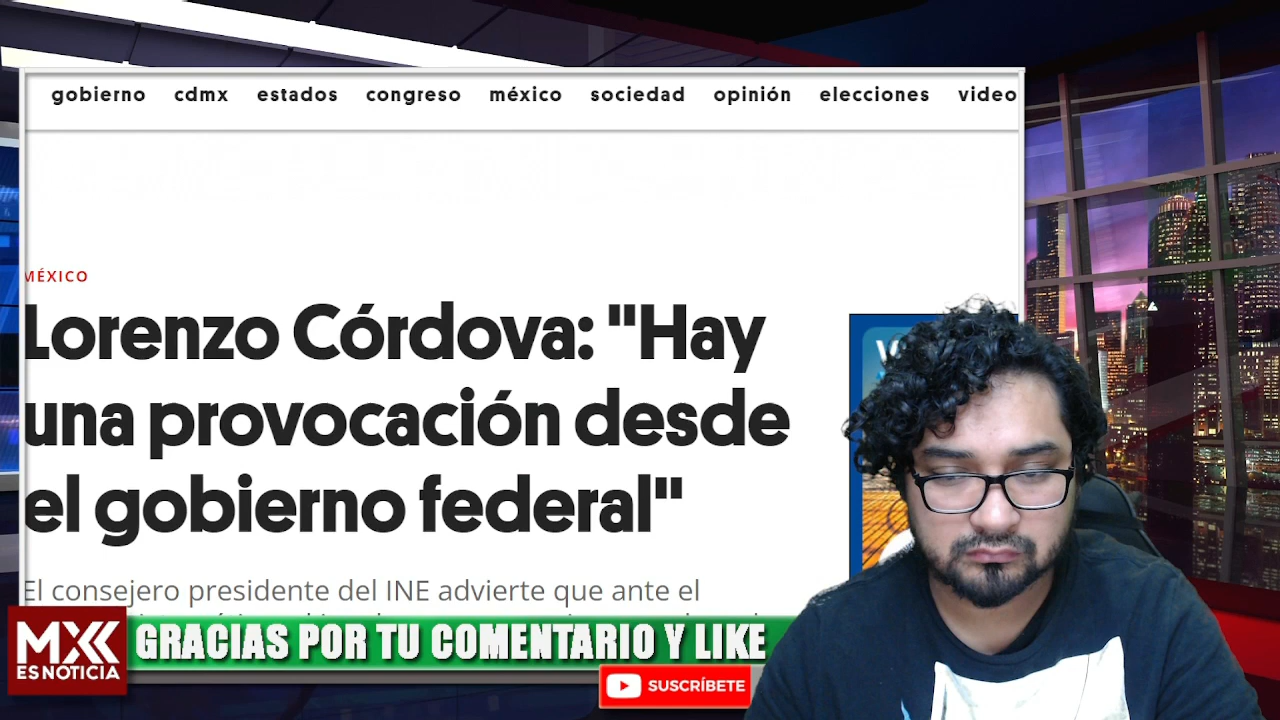 gobierno cdmx estados congreso méxico sociedad opinión elecciones video
MÉXICO
Lorenzo Córdova: "Hay
una provocación desde
el gobierno federal"
El consejero presidente del INE advierte que ante el
MX
ES NOTICIA
GRACIAS POR TU COMENTARIO Y LIKE
SUSCRÍBETE